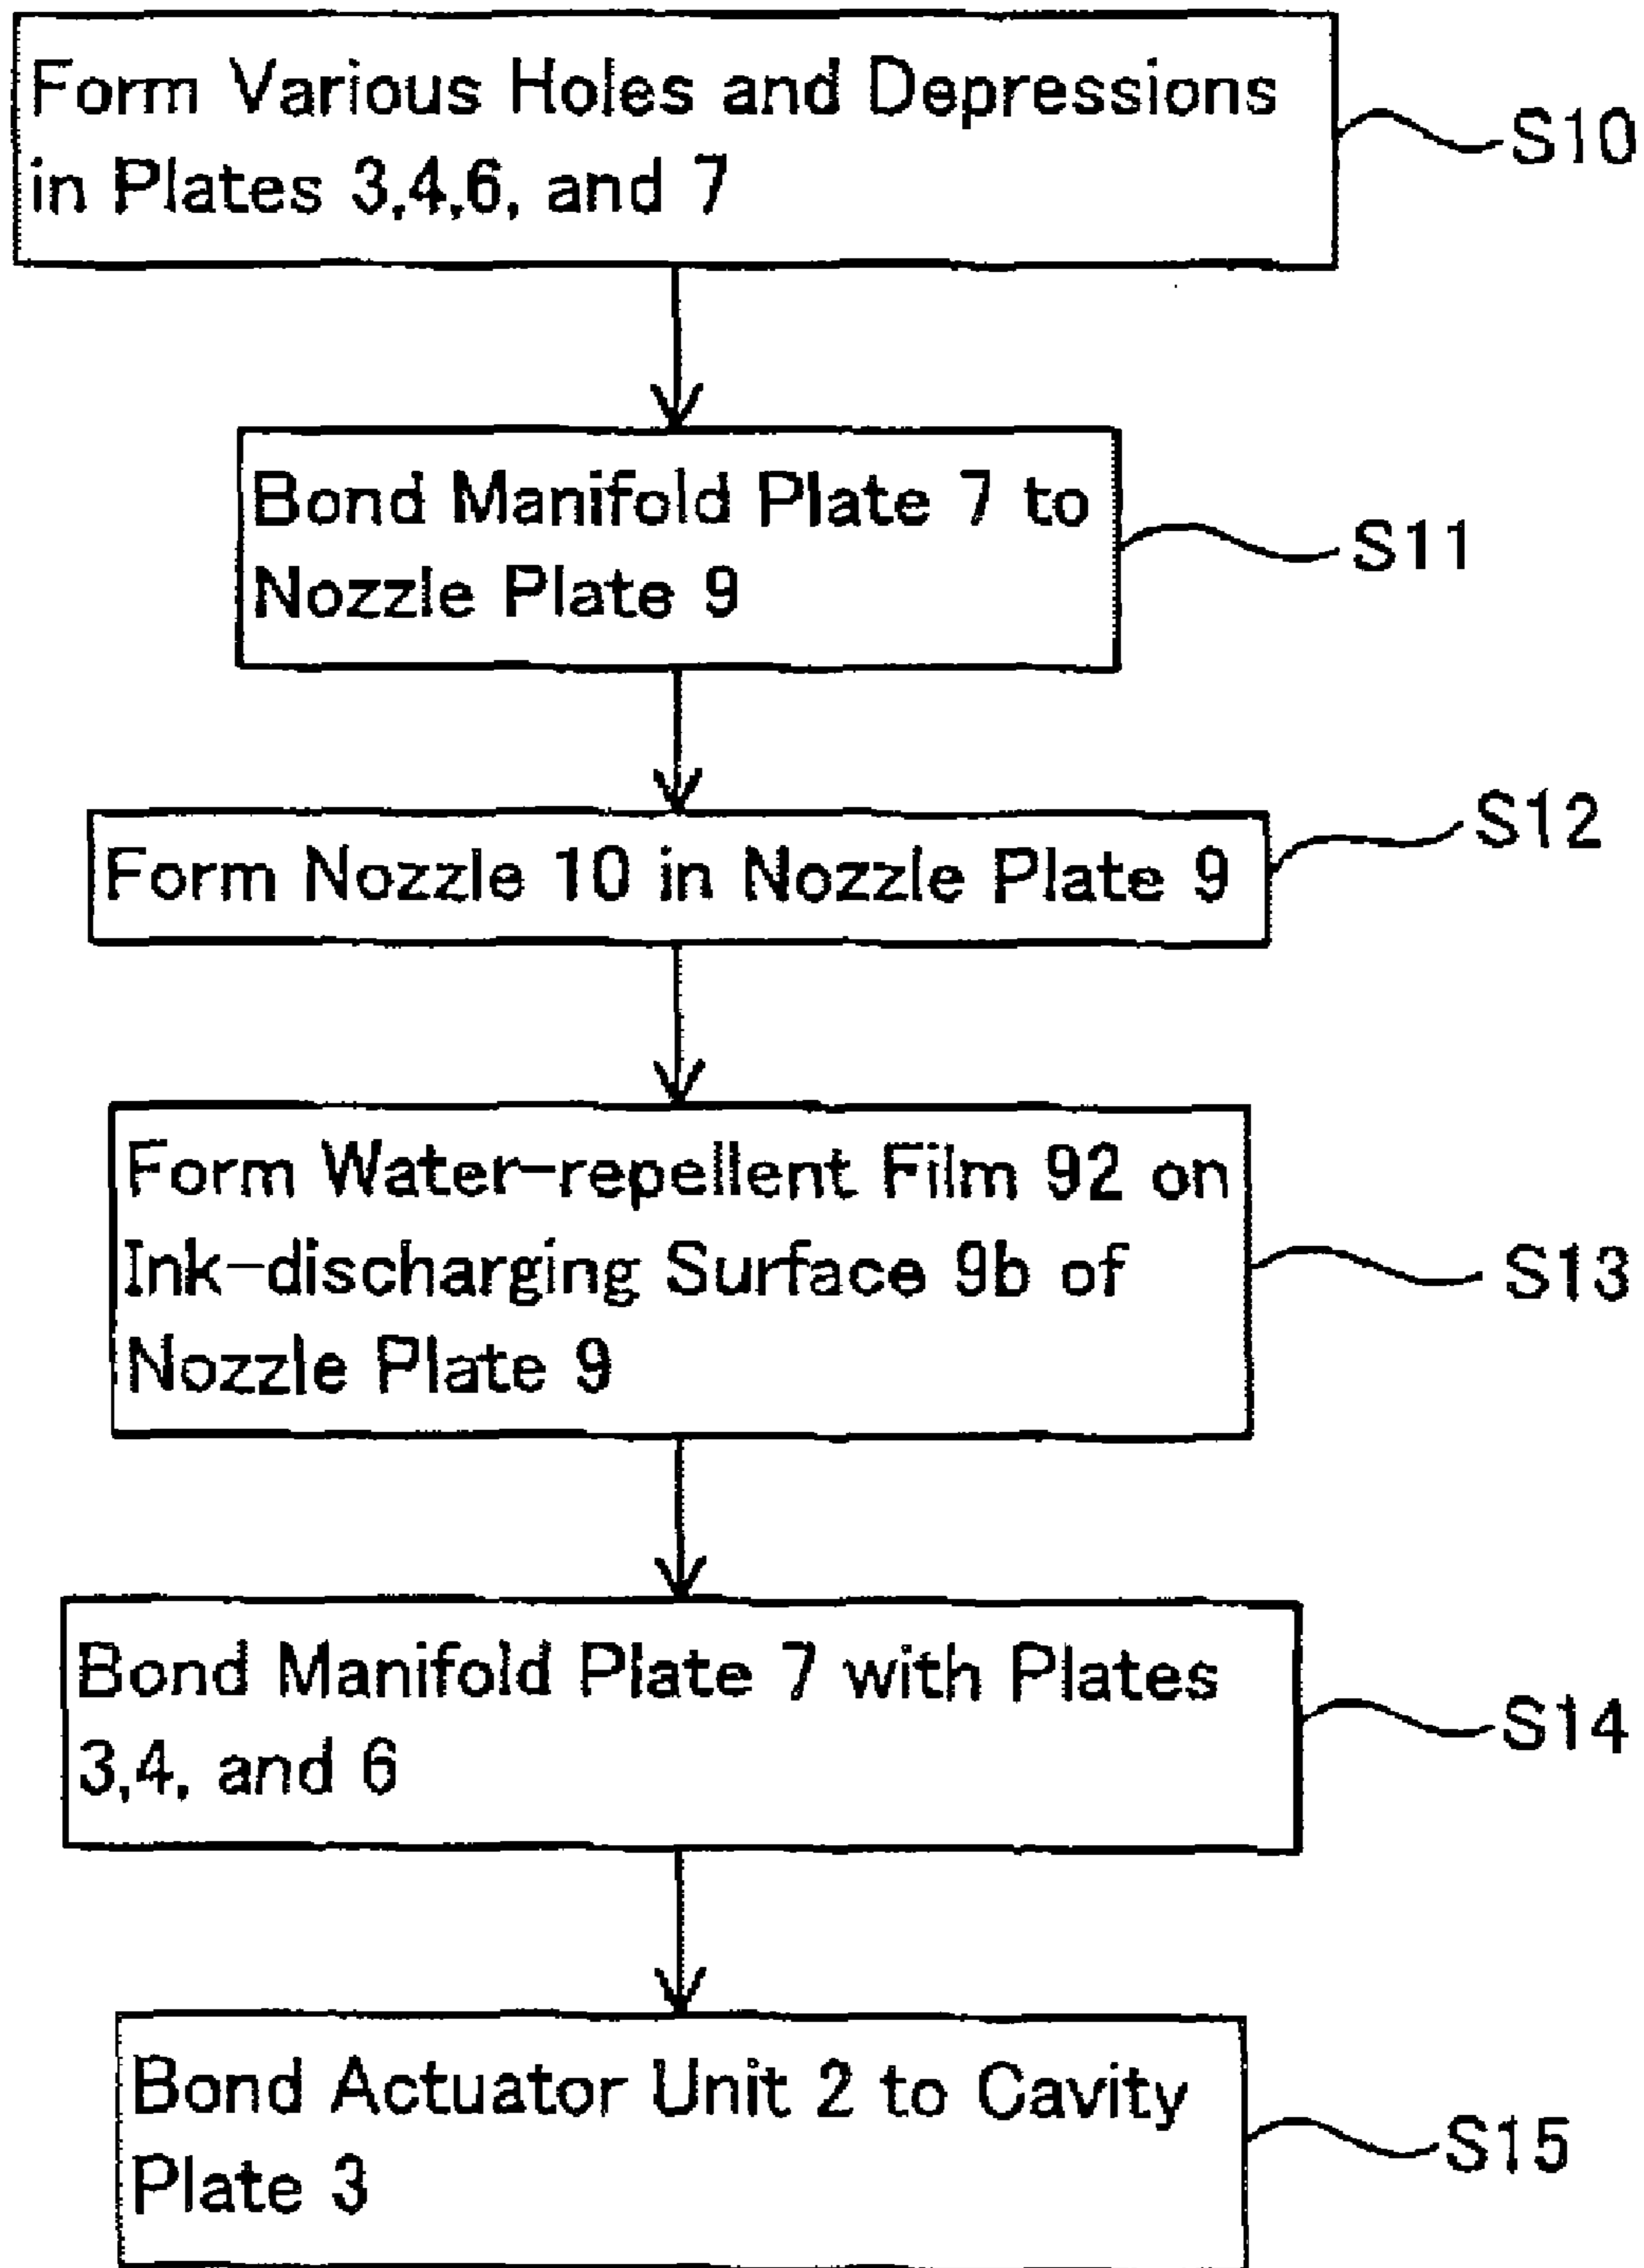 Form Various Holes and Depressions
in Plates 3,4,6, and 7
S10
Bond Manifold Plate 7 to
Nozzle Plate 9
S11
Form Nozzle 10 in Nozzle Plate 9
S12
Form Water-repellent Film 92 on
Ink-discharging Surface 9b of
Nozzle Plate 9
S13
Bond Manifold Plate 7 with Plates
3,4, and 6
S14
Bond Actuator Unit 2 to Cavity
Plate 3
S15